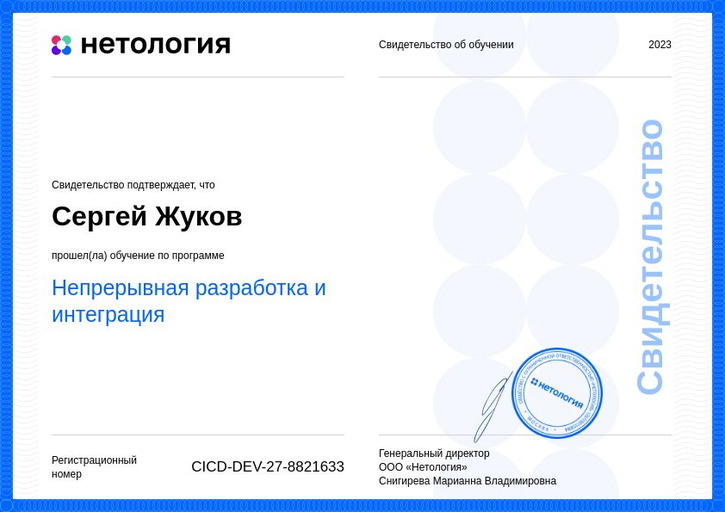 нетология
Свидетельство об обучении
2023
Свидетельство подтверждает, что
Сергей Жуков
прошел(ла) обучение по программе
Непрерывная разработка и
интеграция
Свидетельство
нетология
МОСКВА
Регистрационный
номер
CICD-DEV-27-8821633
Генеральный директор
ООО «Нетология»
Снигирева Марианна Владимировна